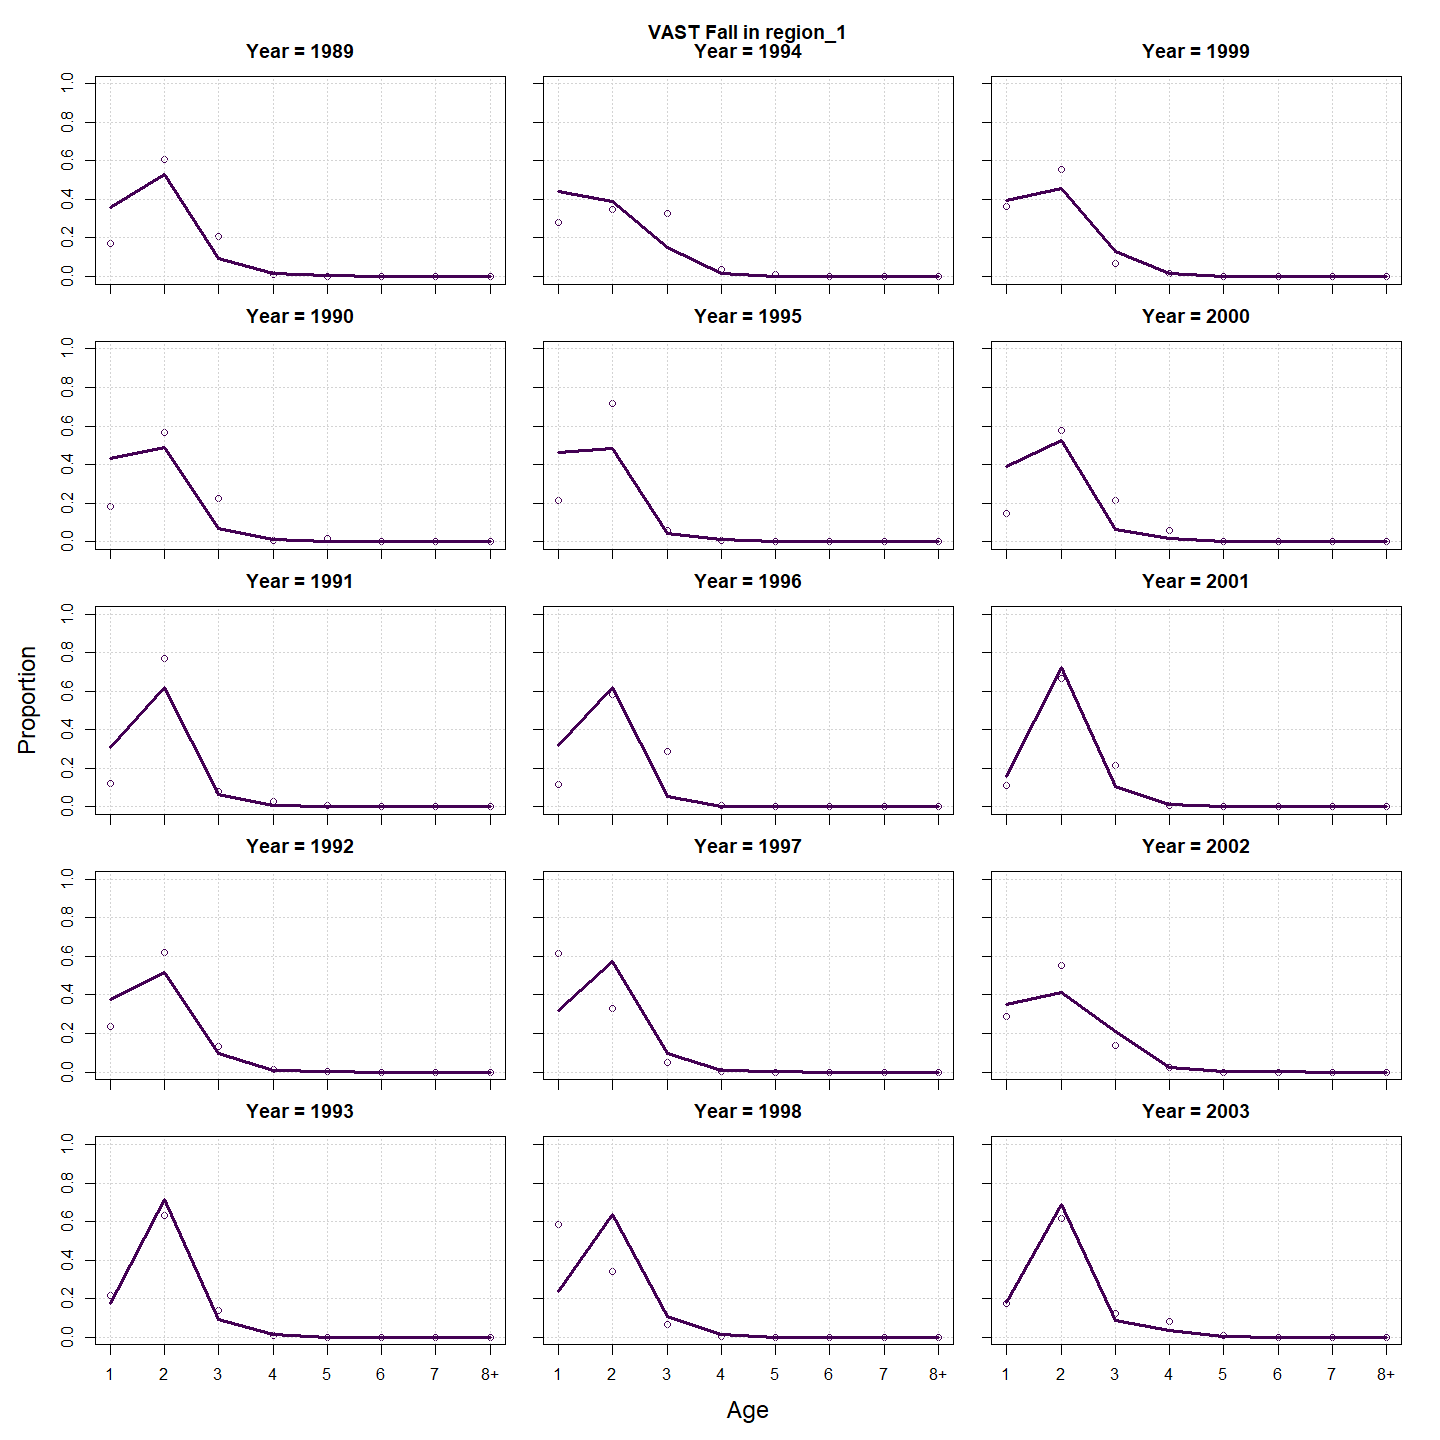 VAST Fall in region_1
Year = 1989
Year = 1994
Year = 1999
0.0 0.2 0.4 0.6 0.8 1.0
Year = 1990
Year = 1995
Year = 2000
0.0 0.2 0.4 0.6 0.8 1.0
Year = 1991
Year = 1996
Year = 2001
0.0 0.2 0.4 0.6 0.8 1.0
Proportion
Year = 1992
Year = 1997
Year = 2002
0.0 0.2 0.4 0.6 0.8 1.0
Year = 1993
Year = 1998
Year = 2003
0.0 0.2 0.4 0.6 0.8 1.0
1 2 3 4 5 6 7 8+
1 2 3 4 5 6 7 8+
1 2 3 4 5 6 7 8+
Age